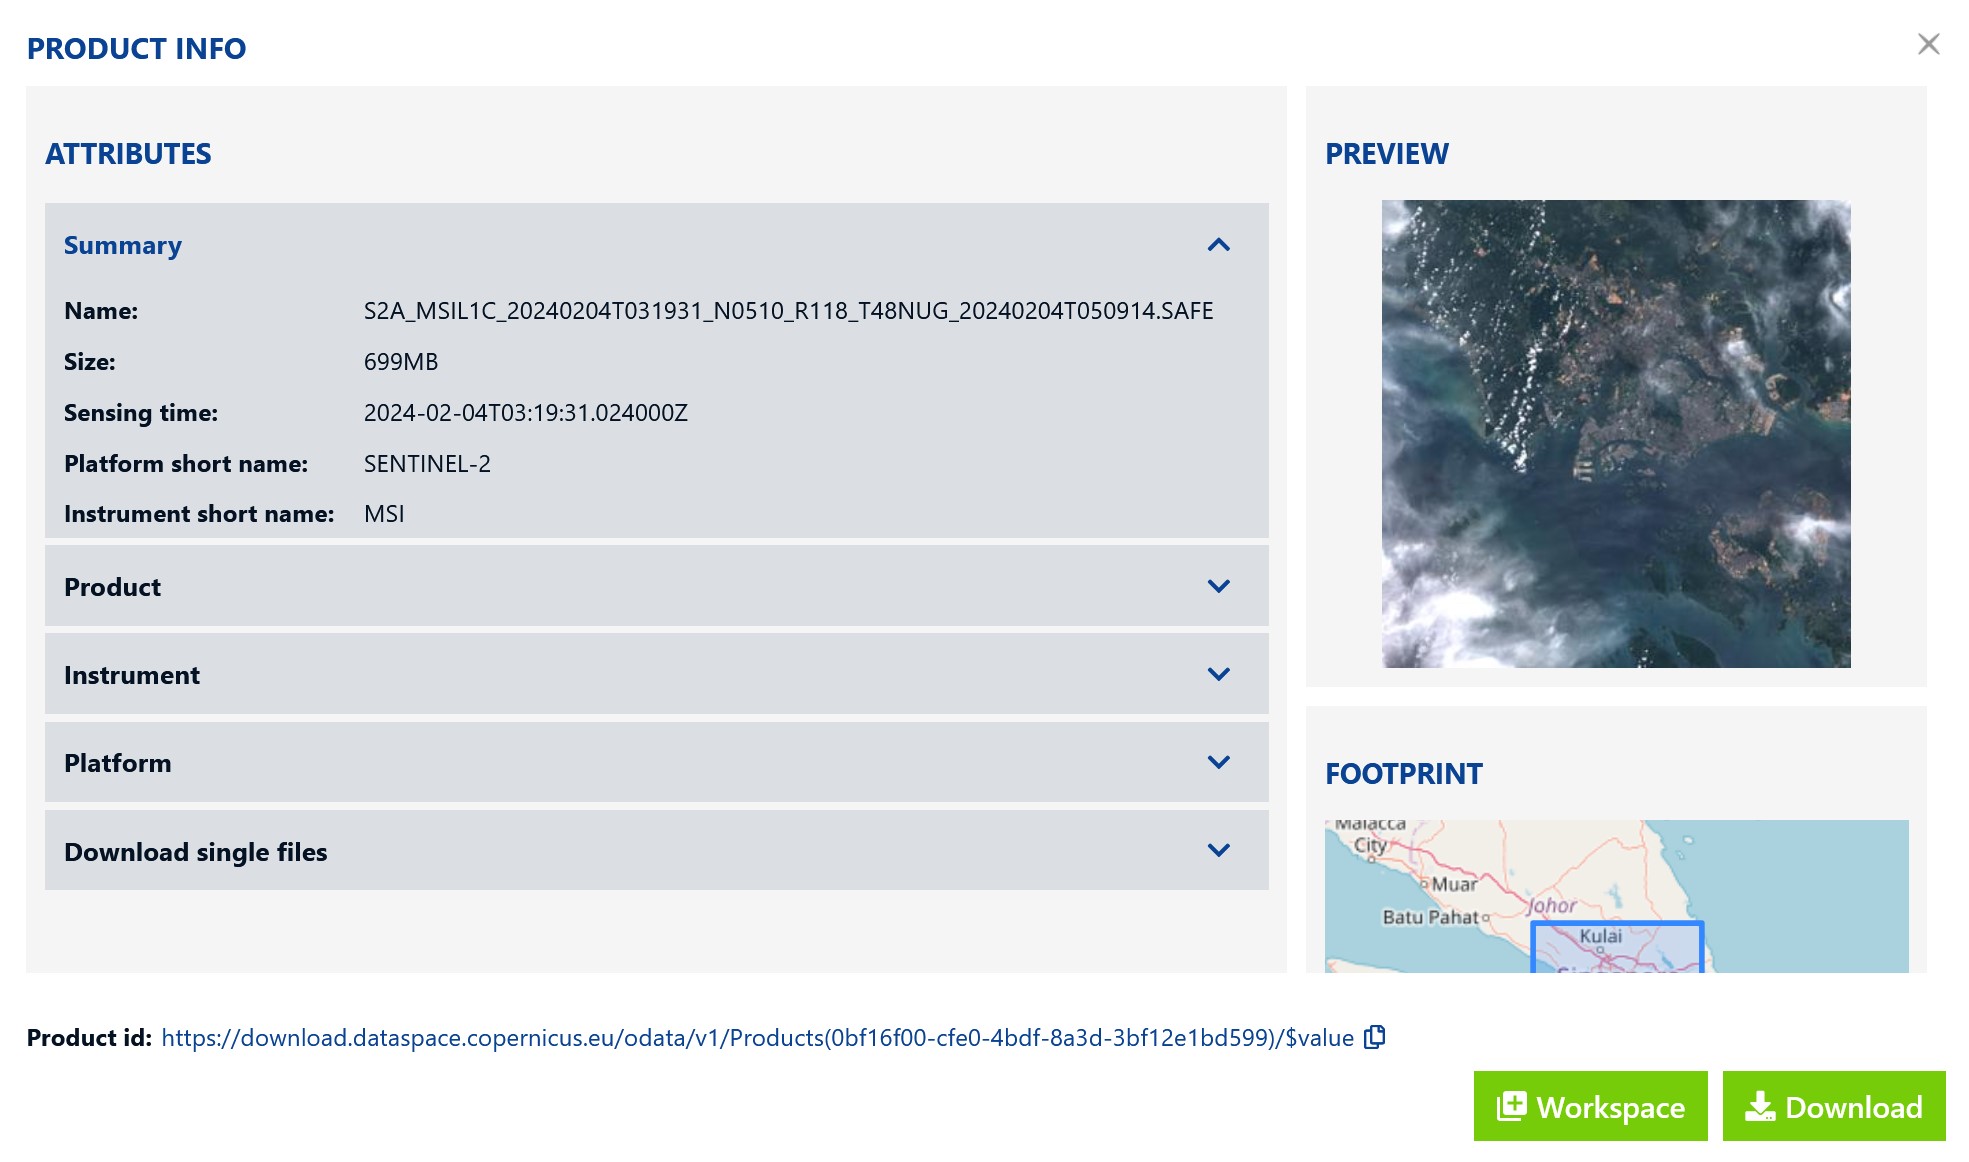 PRODUCT INFO
ATTRIBUTES
Summary
Name: S2A_MSIL1C_20240204T031931_N0510_R118_T48NUG_20240204T050914.SAFE
Size: 699MB
Sensing time: 2024-02-04T03:19:31.024000Z
Platform short name: SENTINEL-2
Instrument short name: MSI
Product
Instrument
Platform
Download single files
PREVIEW
FOOTPRINT
Malacca
City
Muar
Batu Pahat
Johor
Kulai
Product id: https://download.dataspace.copernicus.eu/odata/v1/Products(0bf16f00-cfe0-4bdf-8a3d-3bf12e1bd599)/$value
Workspace
Download